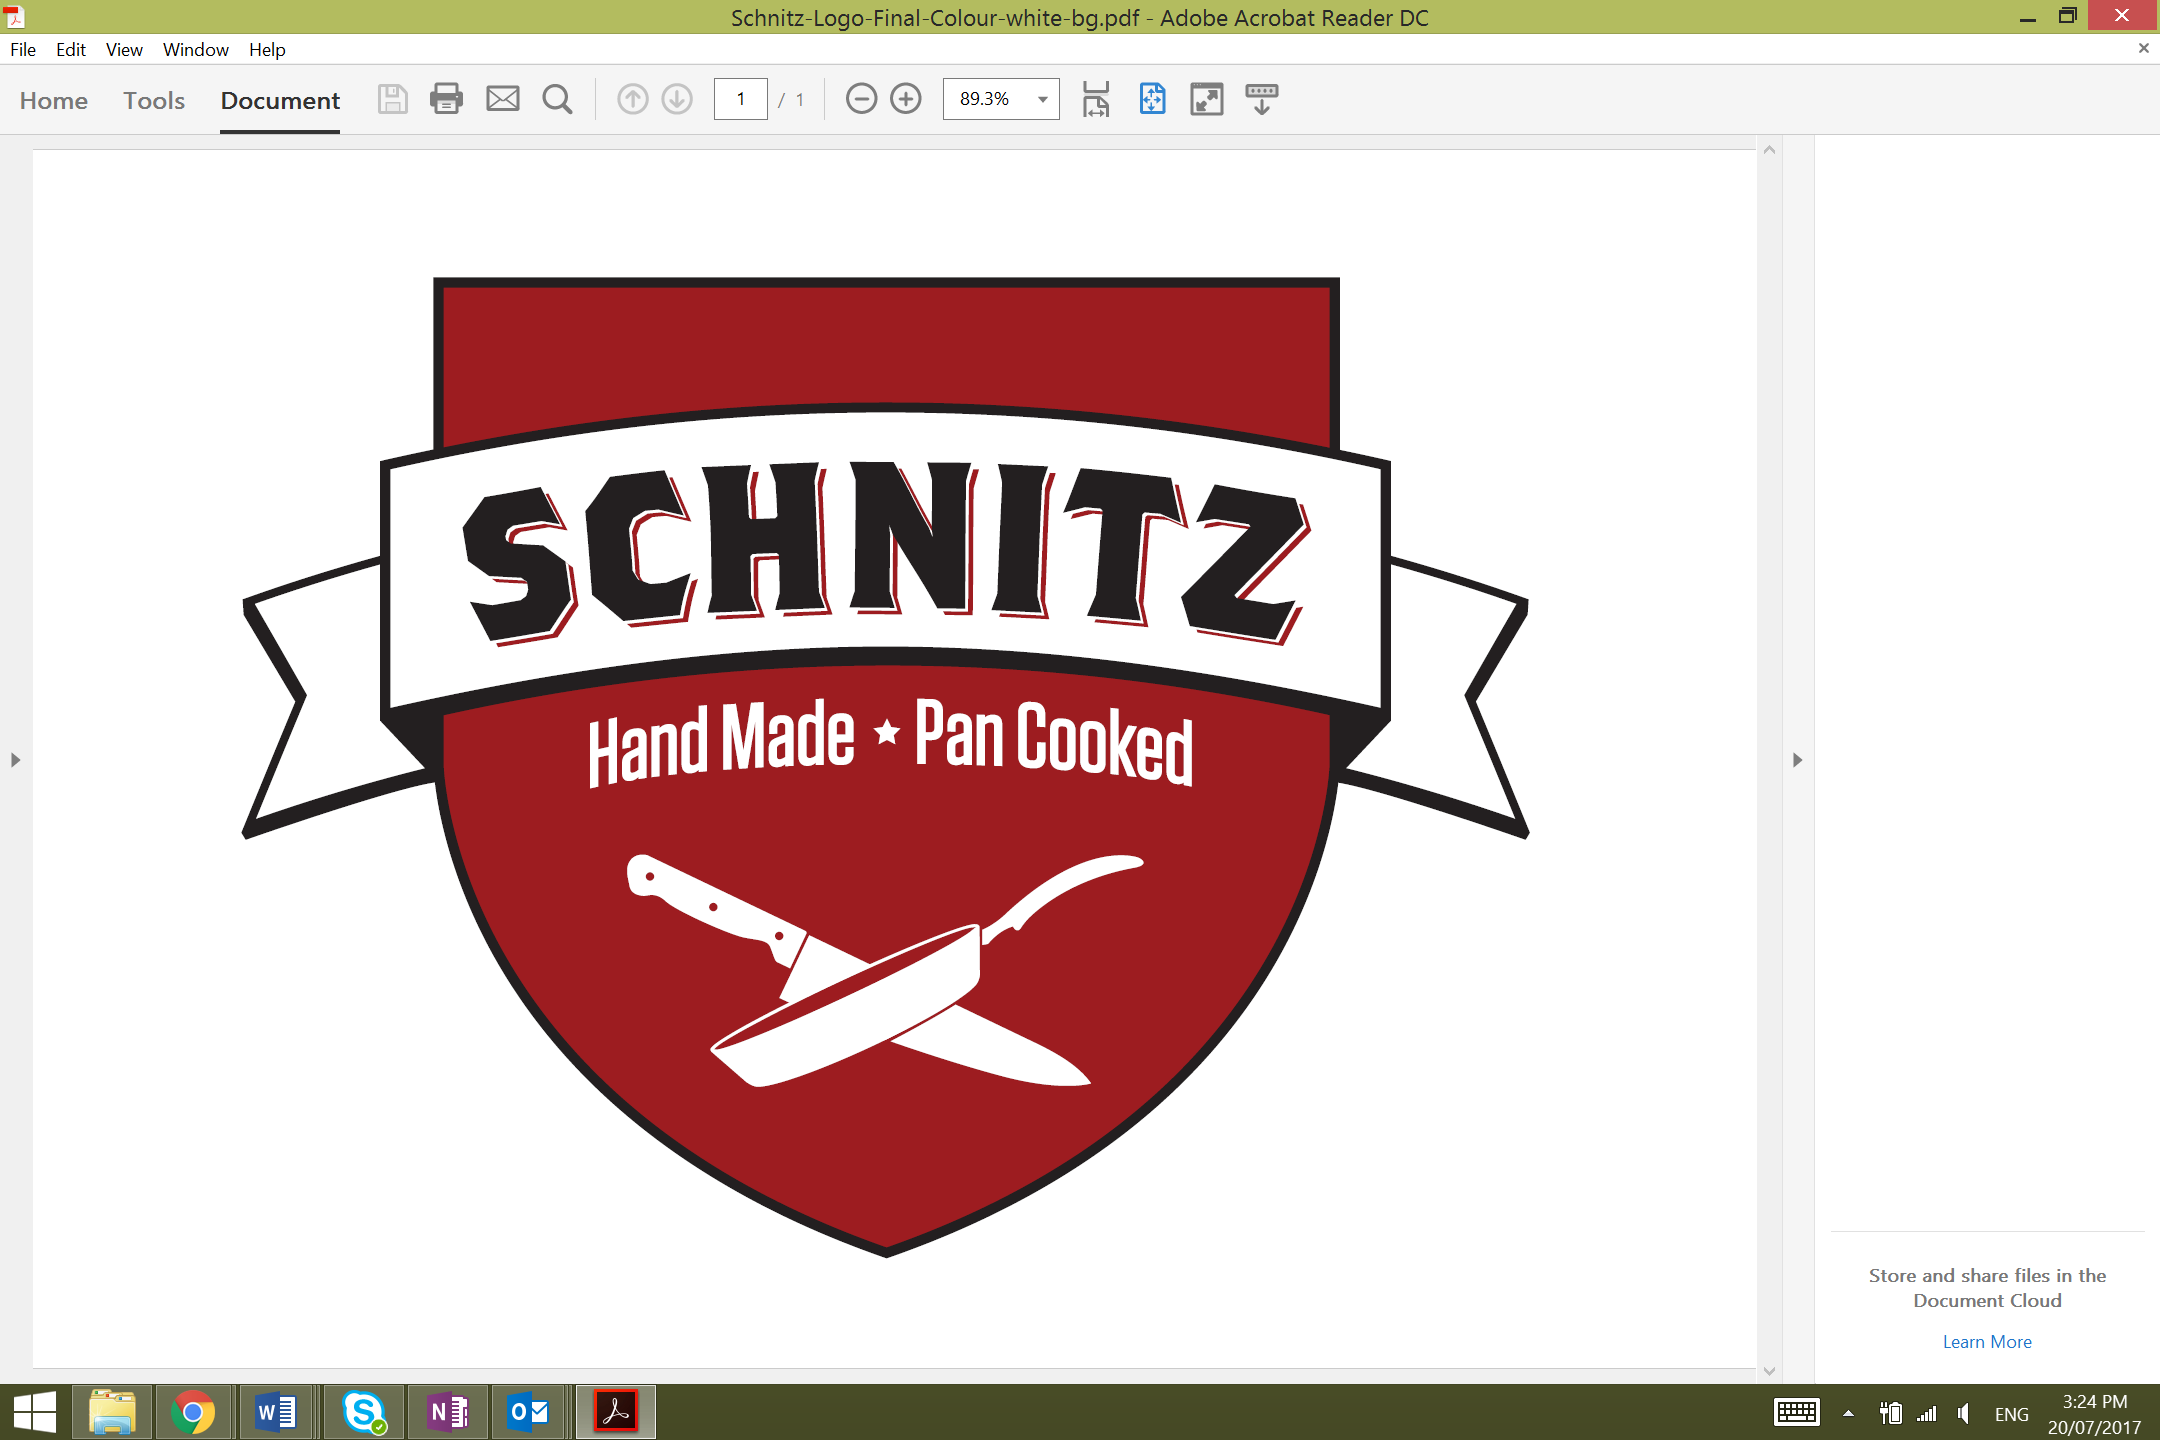 Schnitz-Logo-Final-Colour-white-bg.pdf - Adobe Acrobat Reader DC
File Edit View Window Help
Home Tools Document 1 / 1 89.3%
SCHNITZ
Hand Made ★ Pan Cooked
Store and share files in the
Document Cloud
Learn More
W S N O ENG 3:24 PM
20/07/2017